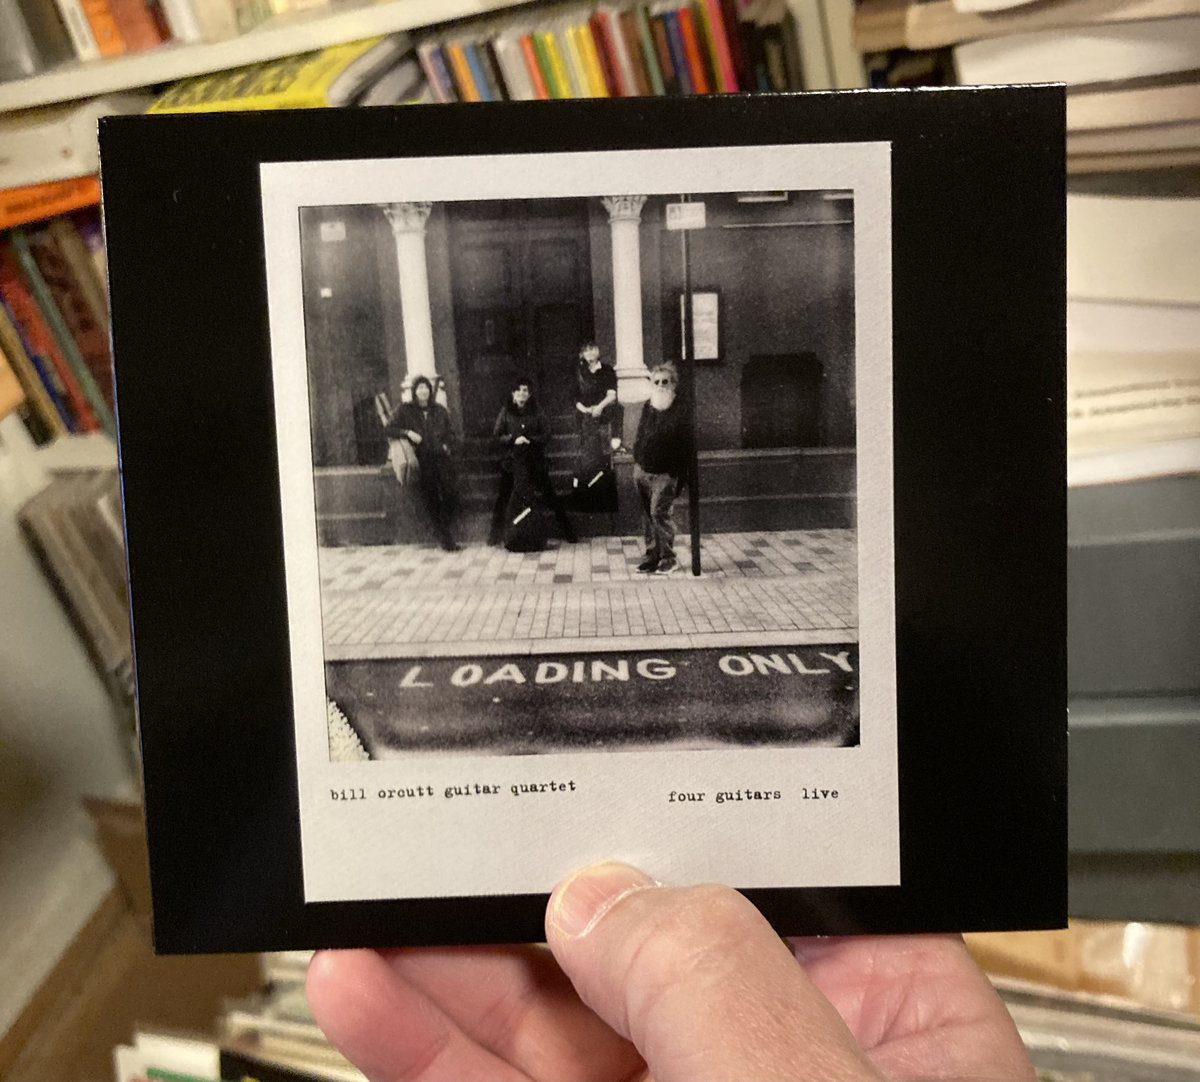 LOADING ONLY
bill orcutt guitar quartet
four guitars live